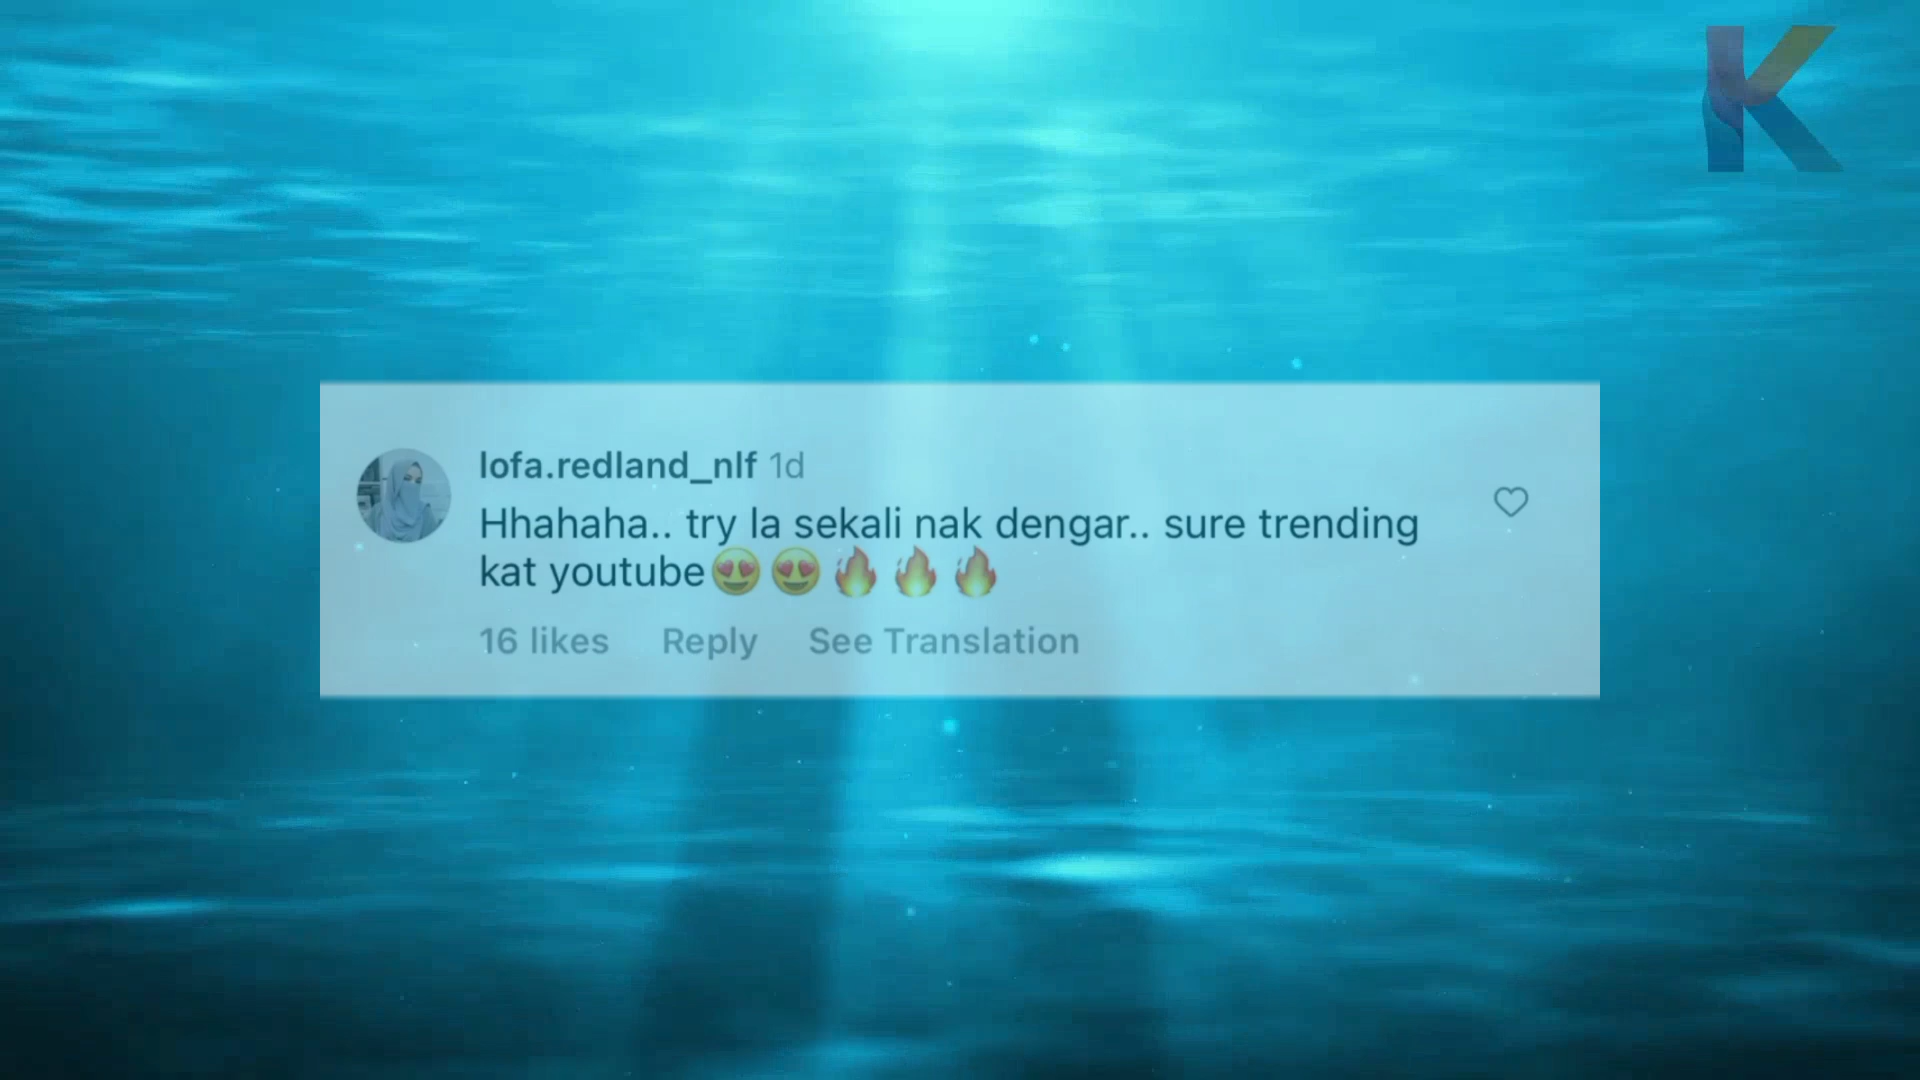 K
lofa.redland_nlf 1d
Hhahaha.. try la sekali nak dengar.. sure trending
kat youtube😍😍🔥🔥🔥
16 likes Reply See Translation